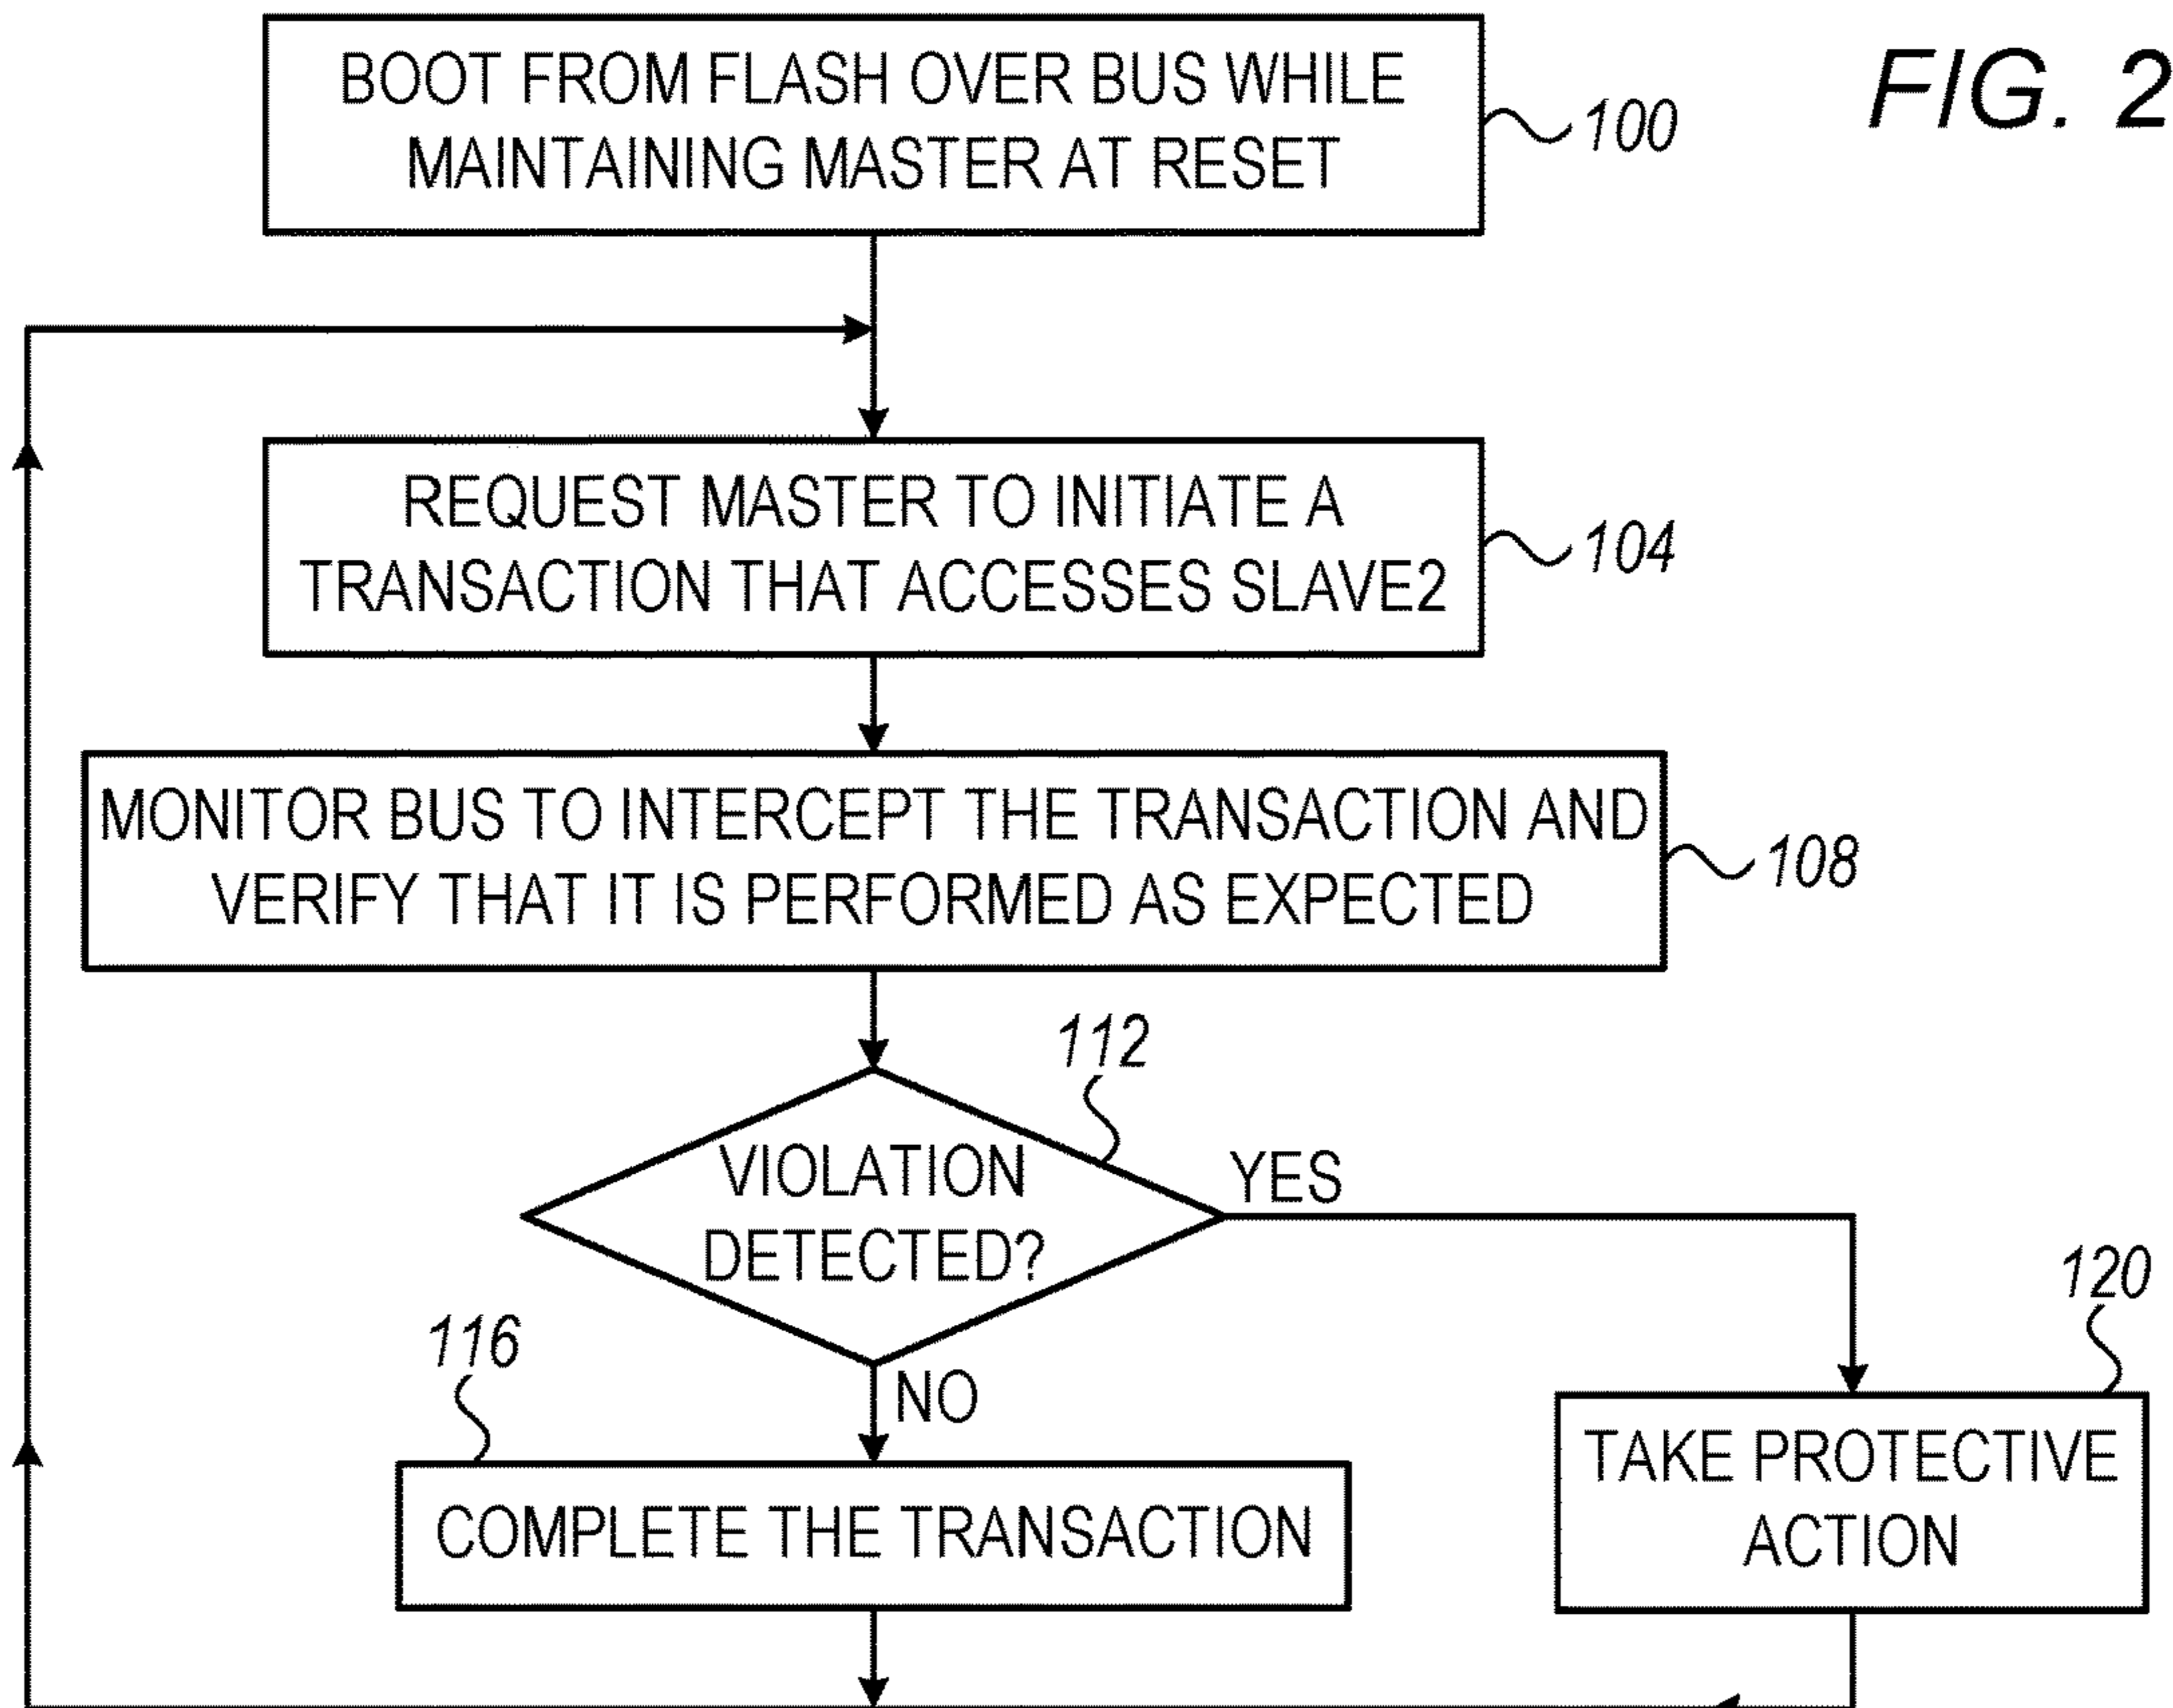 FIG. 2
BOOT FROM FLASH OVER BUS WHILE
MAINTAINING MASTER AT RESET
100
REQUEST MASTER TO INITIATE A
TRANSACTION THAT ACCESSES SLAVE2
104
MONITOR BUS TO INTERCEPT THE TRANSACTION AND
VERIFY THAT IT IS PERFORMED AS EXPECTED
108
112
VIOLATION
DETECTED?
YES
NO
116
COMPLETE THE TRANSACTION
120
TAKE PROTECTIVE
ACTION